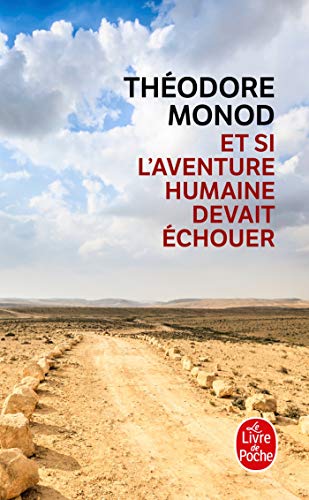 THÉODORE
MONOD
ET SI
L'AVENTURE
HUMAINE
DEVAIT
ÉCHOUER
Le
Livre
de
Poche